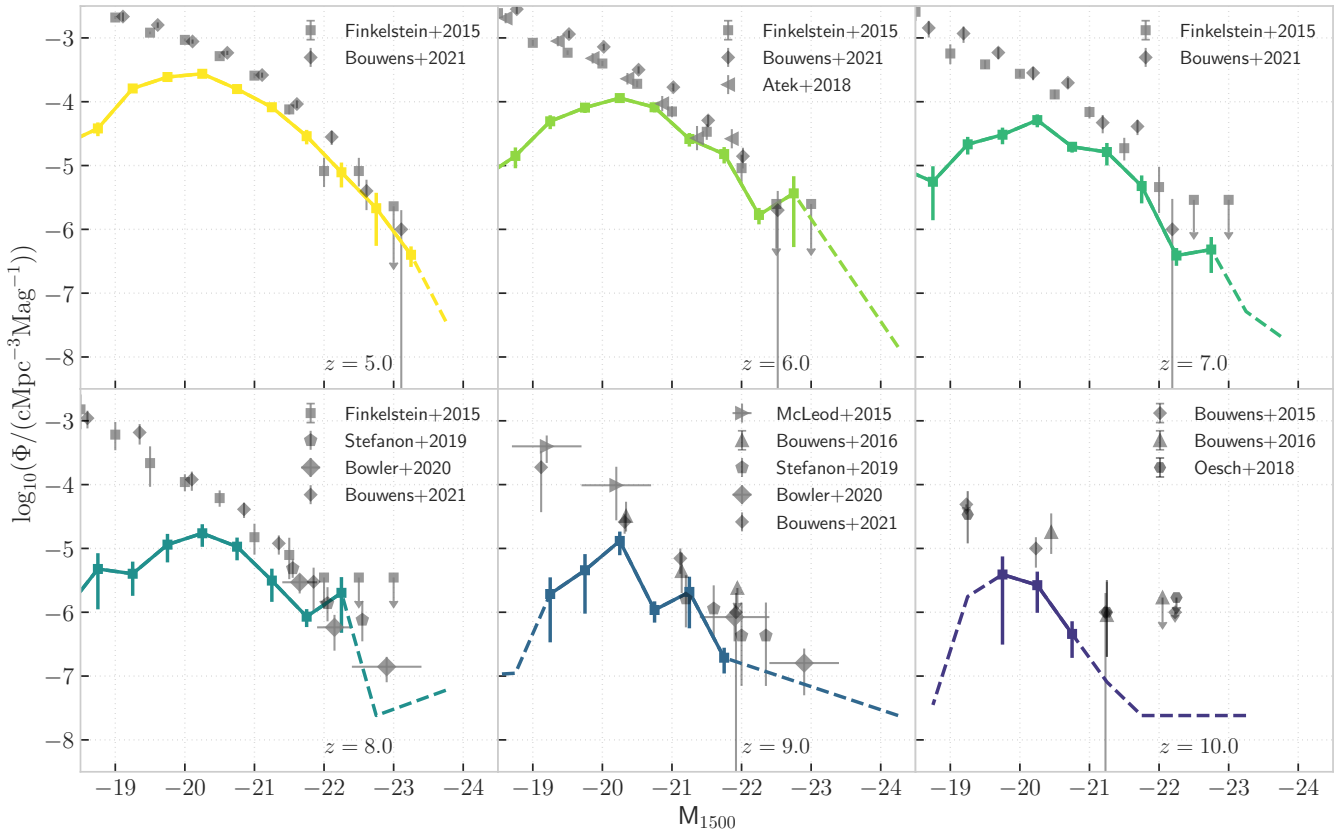 Finkelstein+2015
Bouwens+2021
z = 5.0
Finkelstein+2015
Bouwens+2021
Atek+2018
z = 6.0
Finkelstein+2015
Bouwens+2021
z = 7.0
−3
−4
−5
−6
−7
−8
log₁₀(Φ/(cMpc⁻³Mag⁻¹))
Finkelstein+2015
Stefanon+2019
Bowler+2020
Bouwens+2021
z = 8.0
McLeod+2015
Bouwens+2016
Stefanon+2019
Bowler+2020
Bouwens+2021
z = 9.0
Bouwens+2015
Bouwens+2016
Oesch+2018
z = 10.0
−3
−4
−5
−6
−7
−8
−19 −20 −21 −22 −23 −24
−19 −20 −21 −22 −23 −24
−19 −20 −21 −22 −23 −24
M₁₅₀₀